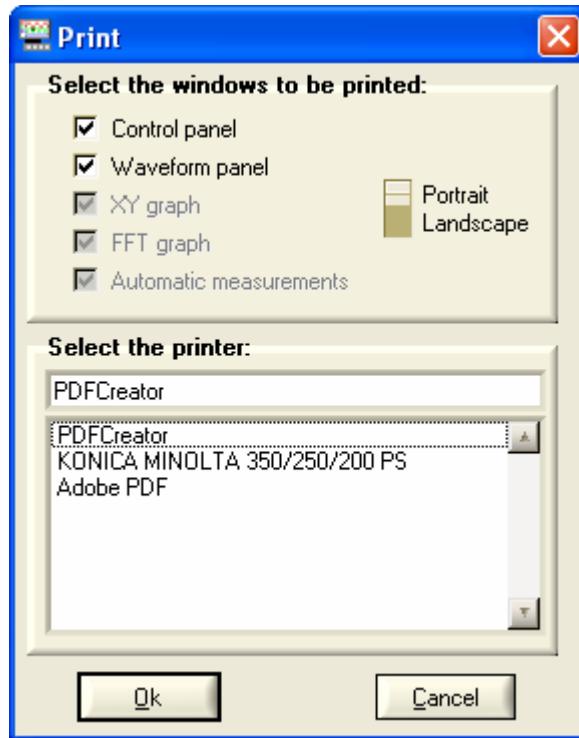 Print
Select the windows to be printed:
Control panel
Waveform panel
XY graph
FFT graph
Automatic measurements
Portrait
Landscape
Select the printer:
PDFCreator
PDFCreator
KONICA MINOLTA 350/250/200 PS
Adobe PDF
Ok
Cancel